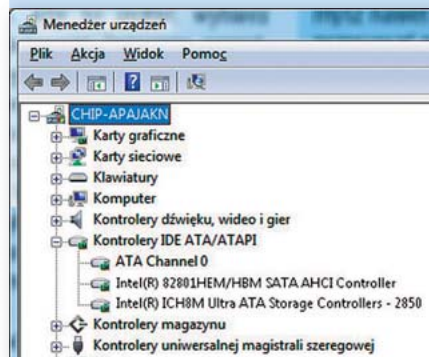 Menedżer urządzeń
Plik Akcja Widok Pomoc
CHIP-APAJAKN
Karty graficzne
Karty sieciowe
Klawiatury
Komputer
Kontrolery dźwięku, wideo i gier
Kontrolery IDE ATA/ATAPI
ATA Channel 0
Intel(R) 82801HEM/HBM SATA AHCI Controller
Intel(R) ICH8M Ultra ATA Storage Controllers - 2850
Kontrolery magazynu
Kontrolery uniwersalnej magistrali szeregowej